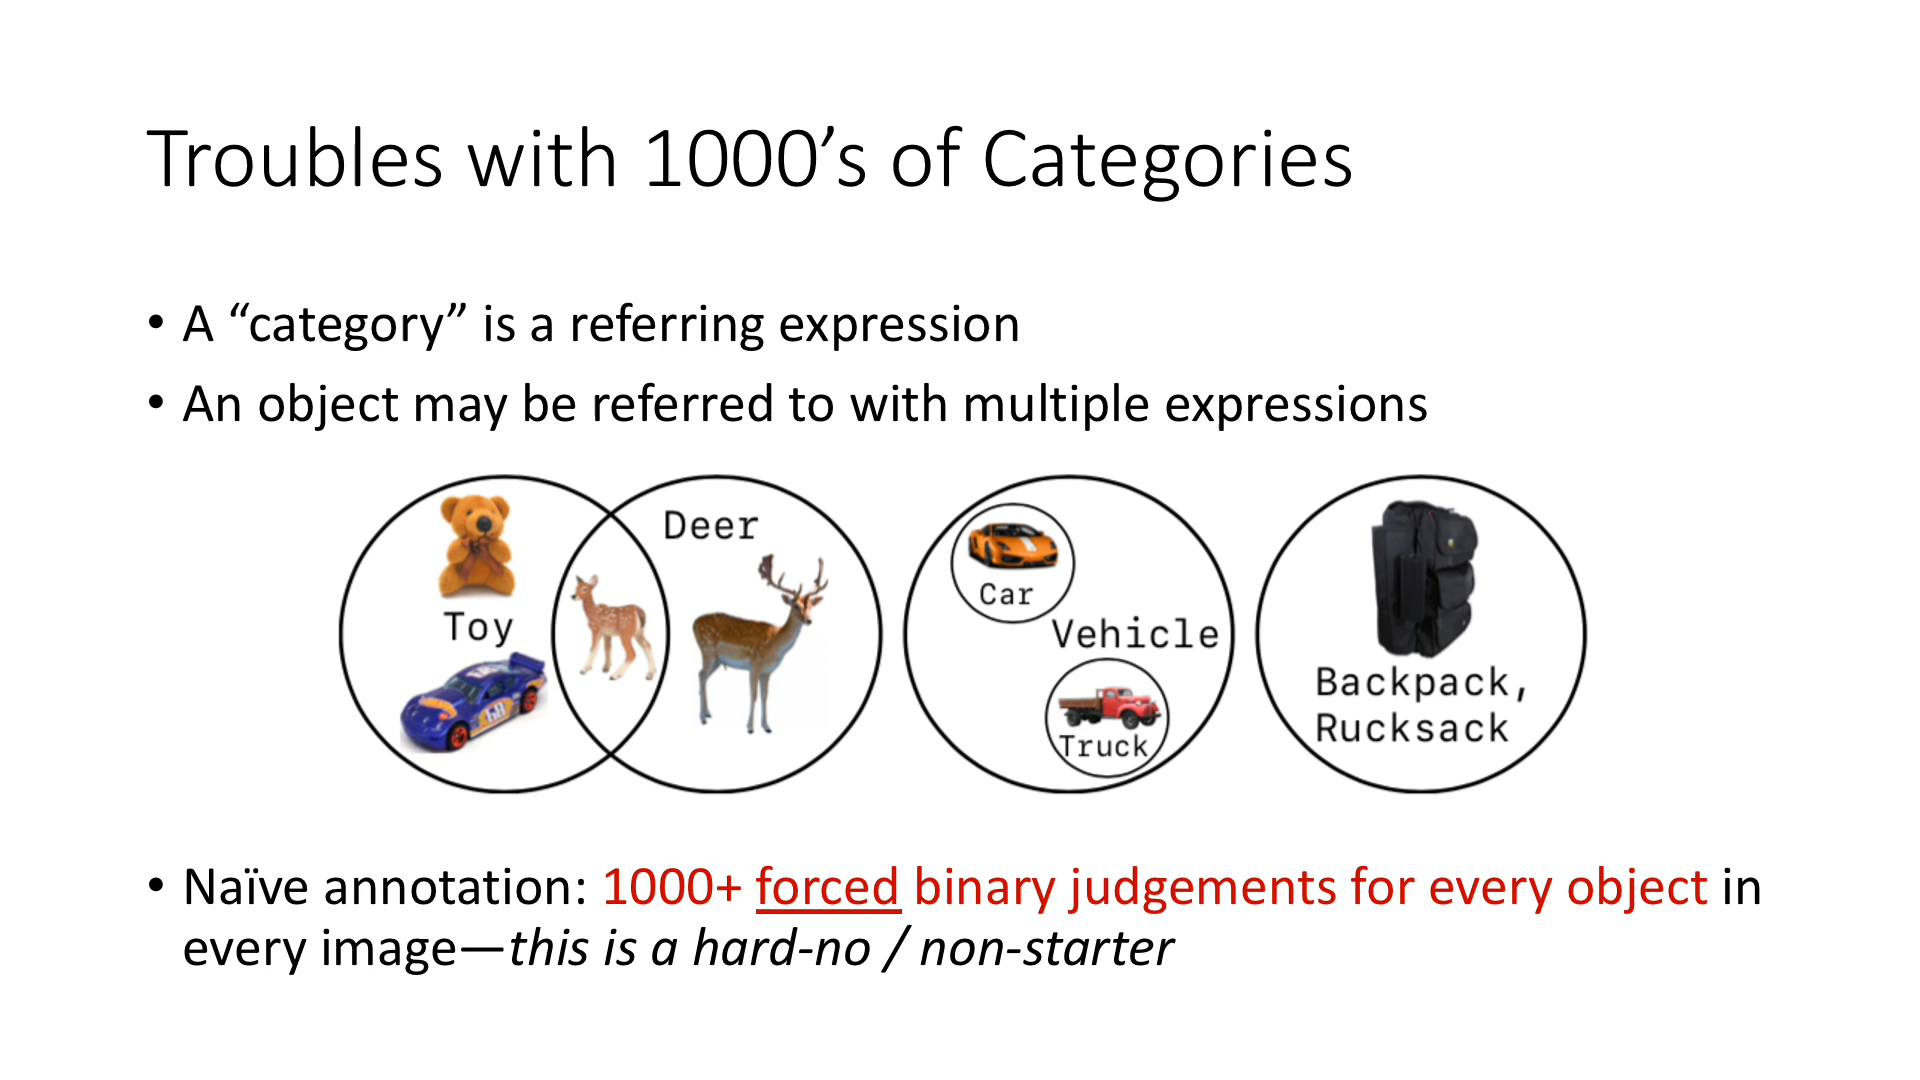 Troubles with 1000’s of Categories
• A “category” is a referring expression
• An object may be referred to with multiple expressions
Deer
Toy
Car
Vehicle
Truck
Backpack,
Rucksack
• Naïve annotation: 1000+ forced binary judgements for every object in
every image—this is a hard-no / non-starter